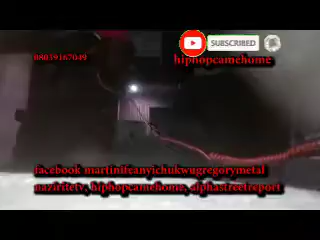 SUBSCRIBED
08039167049
hiphopcamehome
facebook martinifeanyichukwugregorymetal
naziritetv, hiphopcamehome, alphastreetreport